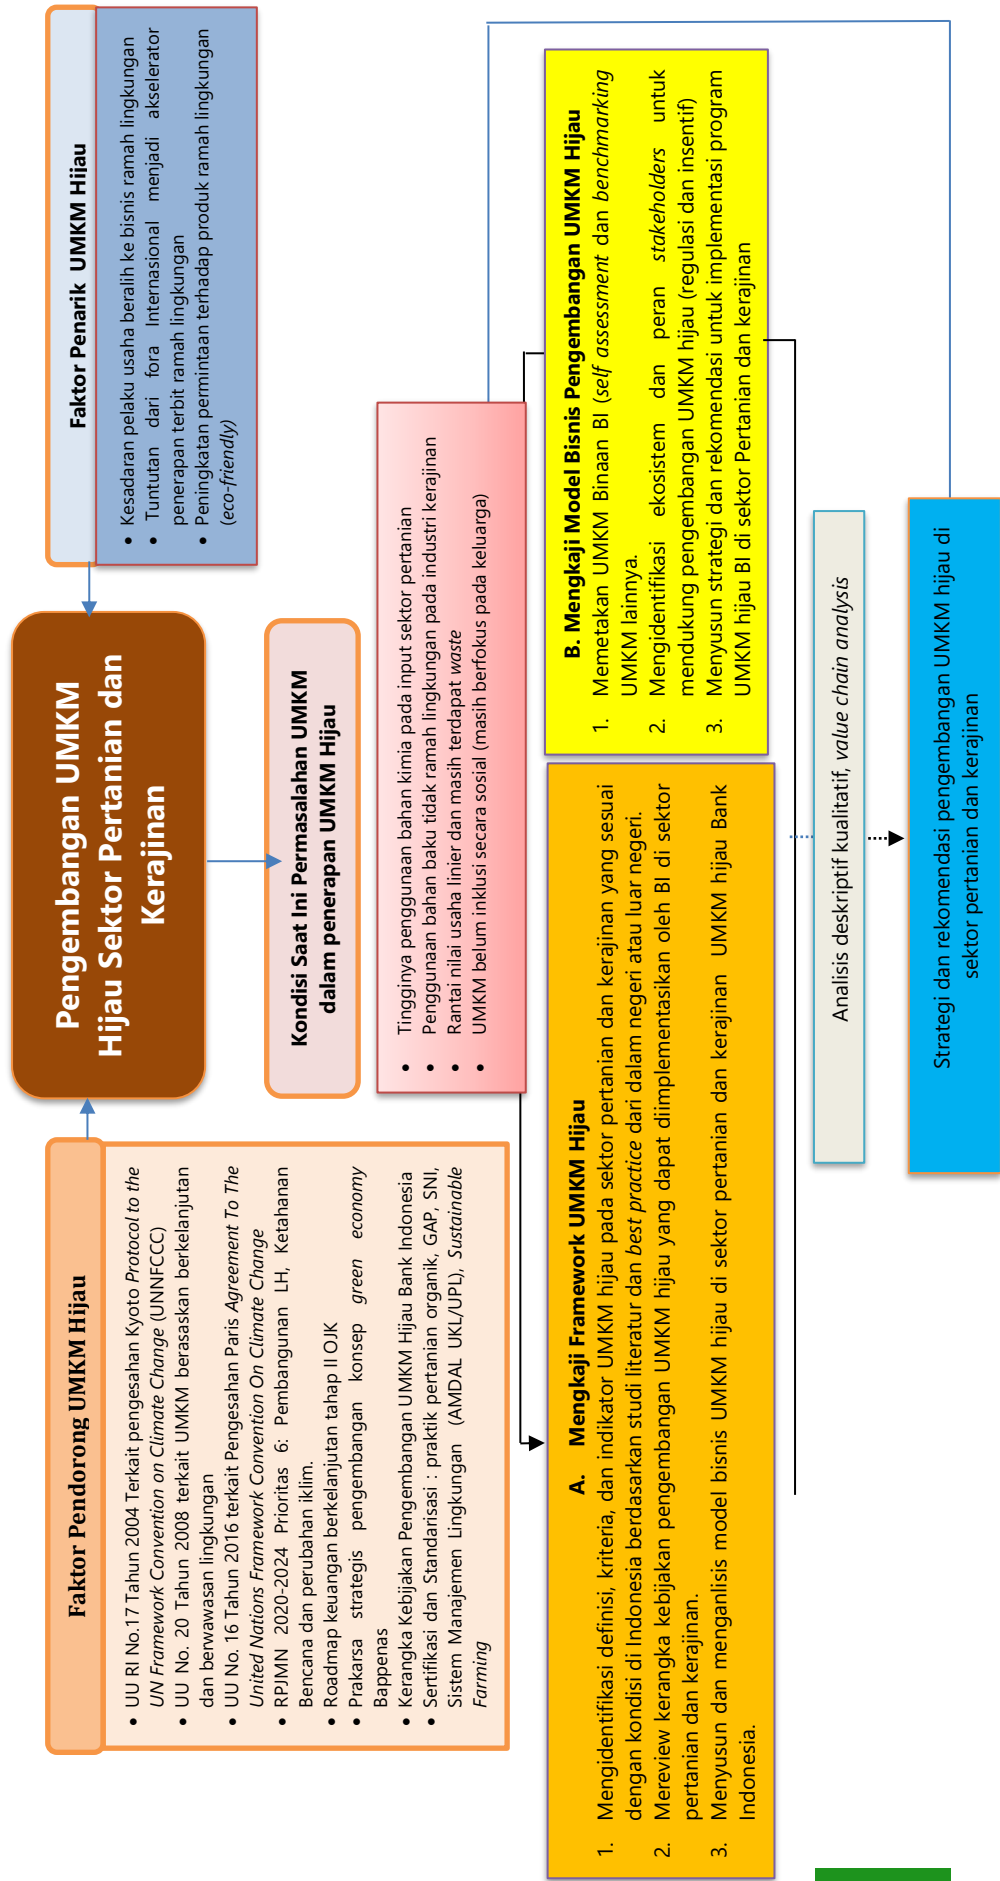 Faktor Pendorong UMKM Hijau
• UU RI No.17 Tahun 2004 Terkait pengesahan Kyoto Protocol to the
UN Framework Convention on Climate Change (UNNFCCC)
• UU No. 20 Tahun 2008 terkait UMKM berasaskan berkelanjutan
dan berwawasan lingkungan
• UU No. 16 Tahun 2016 terkait Pengesahan Paris Agreement To The
United Nations Framework Convention On Climate Change
• RPJMN 2020-2024 Prioritas 6: Pembangunan LH, Ketahanan
Bencana dan perubahan iklim.
• Roadmap keuangan berkelanjutan tahap II OJK
• Prakarsa strategis pengembangan konsep green economy
Bappenas
• Kerangka Kebijakan Pengembangan UMKM Hijau Bank Indonesia
• Sertifikasi dan Standarisasi : praktik pertanian organik, GAP, SNI,
Sistem Manajemen Lingkungan (AMDAL UKL/UPL), Sustainable
Farming
Pengembangan UMKM
Hijau Sektor Pertanian dan
Kerajinan
Faktor Penarik UMKM Hijau
• Kesadaran pelaku usaha beralih ke bisnis ramah lingkungan
• Tuntutan dari fora Internasional menjadi akselerator
penerapan terbit ramah lingkungan
• Peningkatan permintaan terhadap produk ramah lingkungan
(eco-friendly)
Kondisi Saat Ini Permasalahan UMKM
dalam penerapan UMKM Hijau
• Tingginya penggunaan bahan kimia pada input sektor pertanian
• Penggunaan bahan baku tidak ramah lingkungan pada industri kerajinan
• Rantai nilai usaha linier dan masih terdapat waste
• UMKM belum inklusi secara sosial (masih berfokus pada keluarga)
A. Mengkaji Framework UMKM Hijau
1. Mengidentifikasi definisi, kriteria, dan indikator UMKM hijau pada sektor pertanian dan kerajinan yang sesuai
dengan kondisi di Indonesia berdasarkan studi literatur dan best practice dari dalam negeri atau luar negeri.
2. Mereview kerangka kebijakan pengembangan UMKM hijau yang dapat diimplementasikan oleh BI di sektor
pertanian dan kerajinan.
3. Menyusun dan menganlisis model bisnis UMKM hijau di sektor pertanian dan kerajinan UMKM hijau Bank
Indonesia.
B. Mengkaji Model Bisnis Pengembangan UMKM Hijau
1. Memetakan UMKM Binaan BI (self assessment dan benchmarking
UMKM lainnya.
2. Mengidentifikasi ekosistem dan peran stakeholders untuk
mendukung pengembangan UMKM hijau (regulasi dan insentif)
3. Menyusun strategi dan rekomendasi untuk implementasi program
UMKM hijau BI di sektor Pertanian dan kerajinan
Analisis deskriptif kualitatif, value chain analysis
Strategi dan rekomendasi pengembangan UMKM hijau di
sektor pertanian dan kerajinan